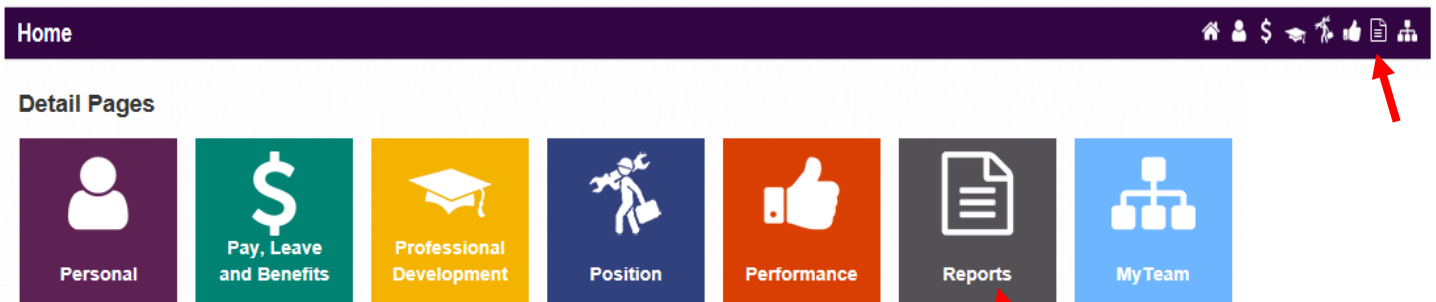 Home
Detail Pages
Personal
Pay, Leave
and Benefits
Professional
Development
Position
Performance
Reports
MyTeam